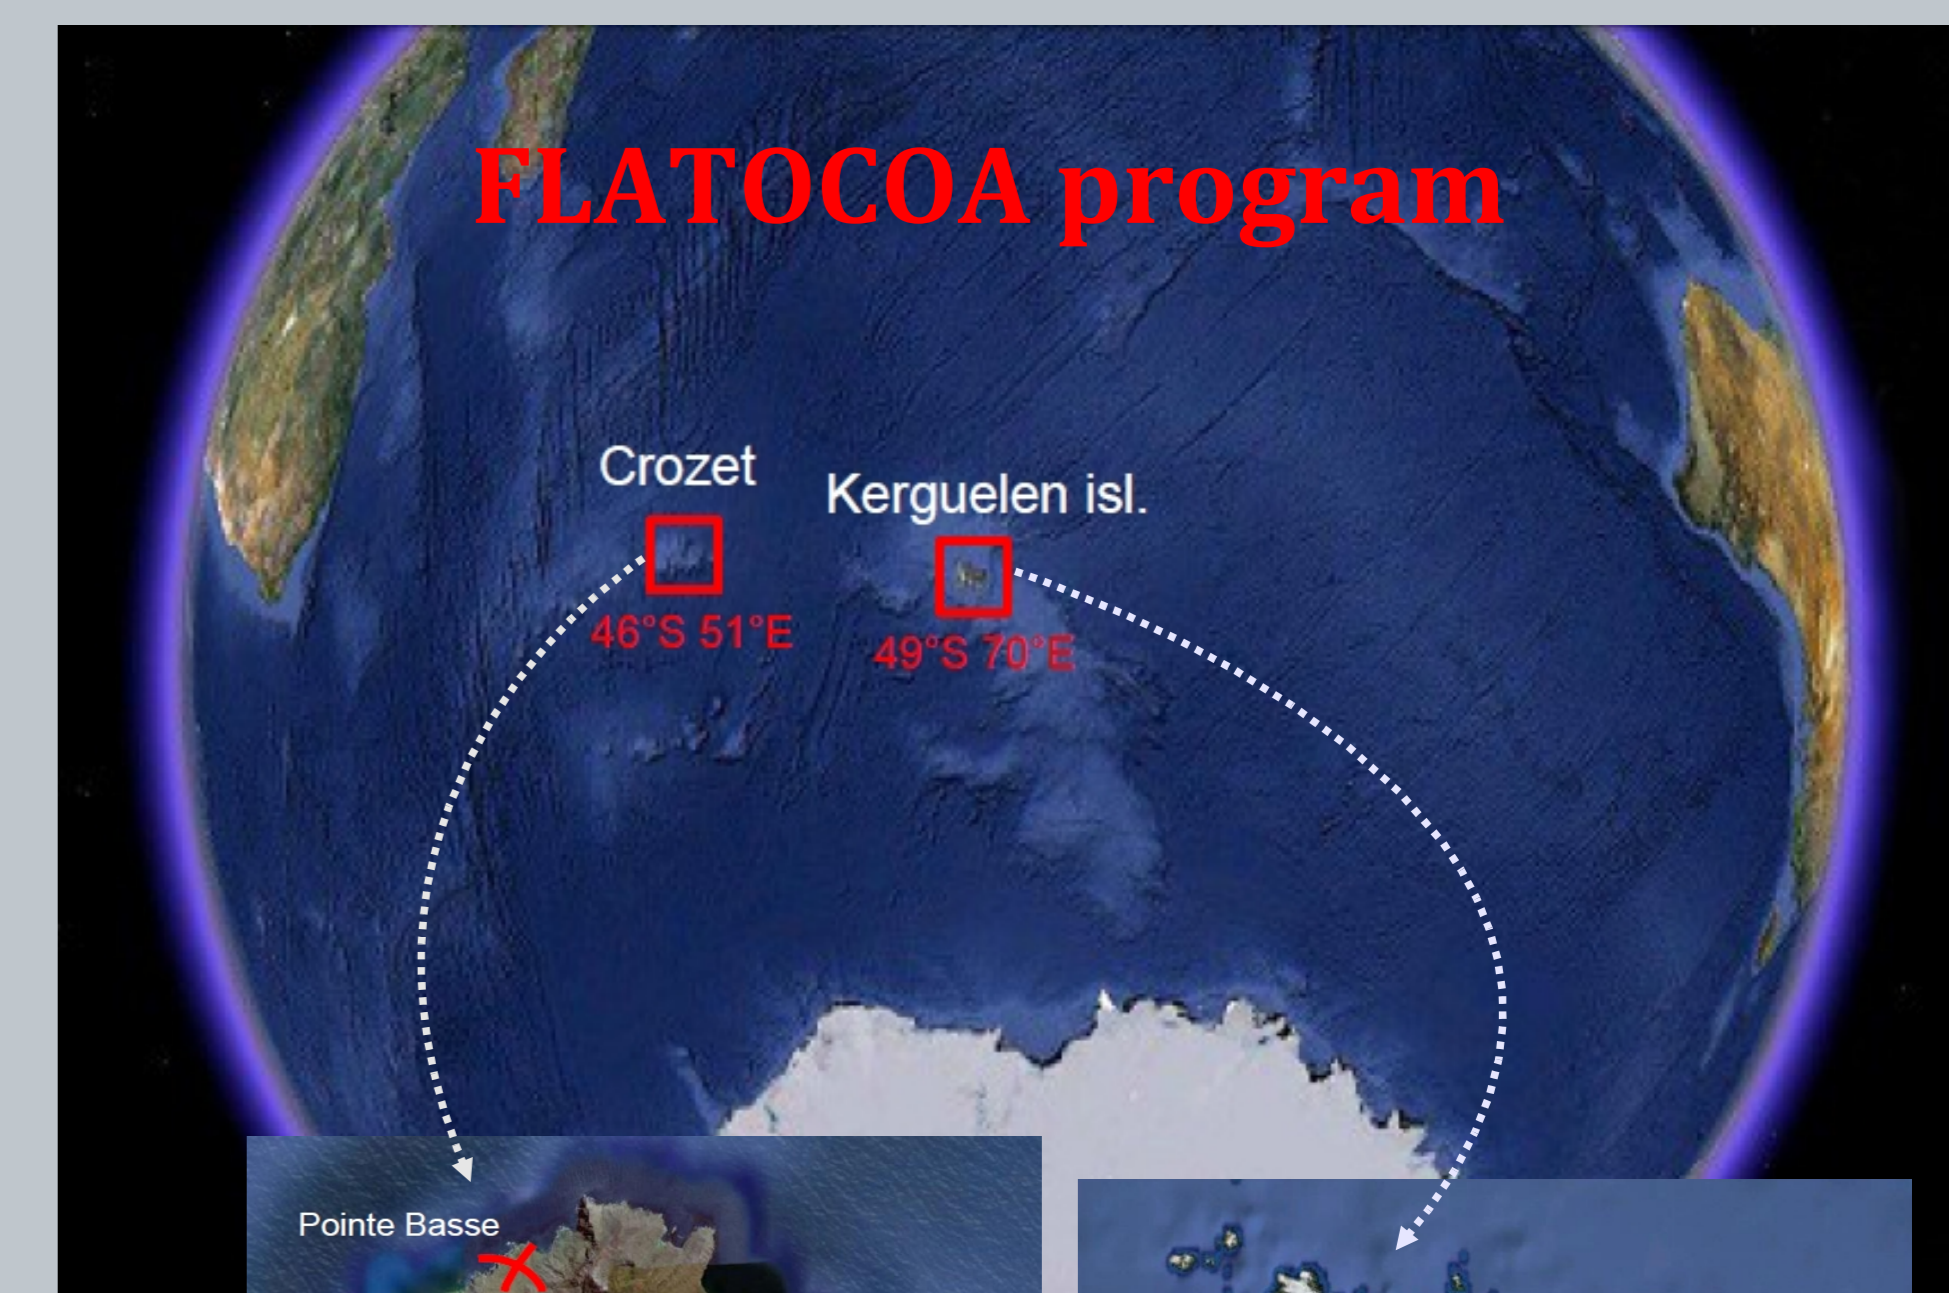 FLATOCOA program
Crozet
Kerguelen isl.
46°S 51°E
49°S 70°E
Pointe Basse